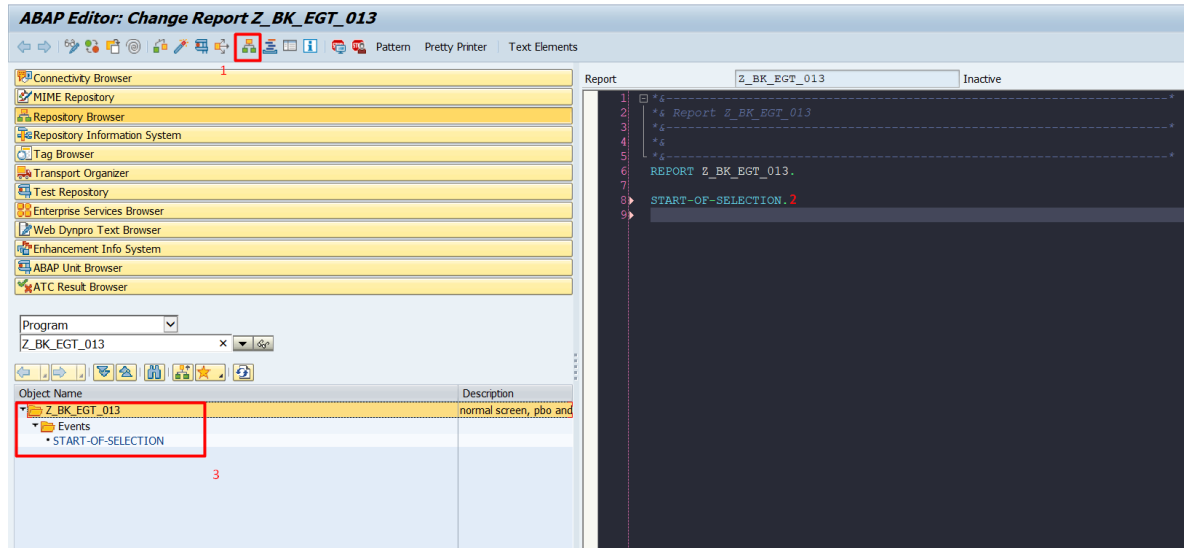 ABAP Editor: Change Report Z_BK_EGT_013
Pattern Pretty Printer Text Elements
1
Connectivity Browser
MIME Repository
Repository Browser
Repository Information System
Tag Browser
Transport Organizer
Test Repository
Enterprise Services Browser
Web Dynpro Text Browser
Enhancement Info System
ABAP Unit Browser
ATC Result Browser
Program
Z_BK_EGT_013
Object Name Description
Z_BK_EGT_013 normal screen, pbo and
Events
START-OF-SELECTION
3
Report Z_BK_EGT_013 Inactive
1 *&---------------------------------------------------------------------*
2 *& Report Z_BK_EGT_013
3 *&---------------------------------------------------------------------*
4 *&
5 *&---------------------------------------------------------------------*
6 REPORT Z_BK_EGT_013.
7
8 START-OF-SELECTION. 2
9